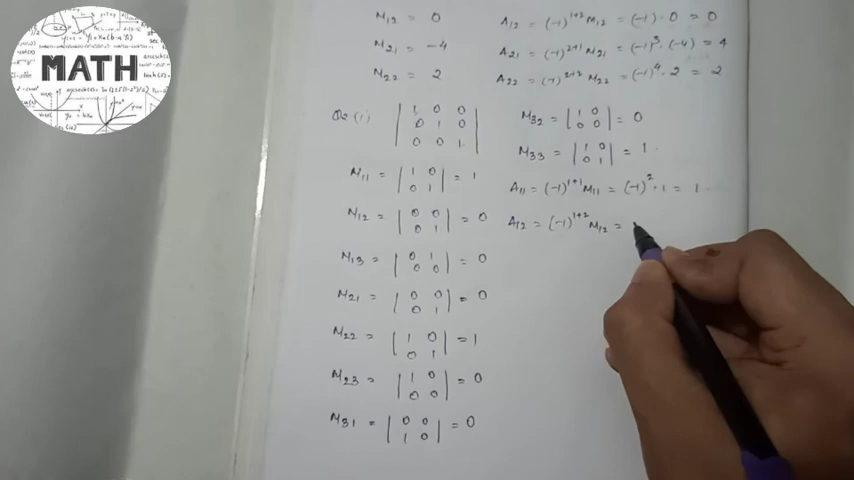 MATH
M₁₂ = 0
M₂₁ = -4
M₂₂ = 2
A₁₂ = (-1)¹⁺² M₁₂ = (-1) · 0 = 0
A₂₁ = (-1)²⁺¹ M₂₁ = (-1)³ · (-4) = 4
A₂₂ = (-1)²⁺² M₂₂ = (-1)⁴ · 2 = 2
Q2 (i) | 1 0 0 |
| 0 1 0 |
| 0 0 1 |
M₁₁ = | 1 0 | = 1
| 0 1 |
M₁₂ = | 0 0 | = 0
| 0 1 |
M₁₃ = | 0 1 | = 0
| 0 0 |
M₂₁ = | 0 0 | = 0
| 0 1 |
M₂₂ = | 1 0 | = 1
| 0 1 |
M₂₃ = | 1 0 | = 0
| 0 0 |
M₃₁ = | 0 0 | = 0
| 1 0 |
M₃₂ = | 1 0 | = 0
| 0 0 |
M₃₃ = | 1 0 | = 1
| 0 1 |
A₁₁ = (-1)¹⁺¹ M₁₁ = (-1)² · 1 = 1
A₁₂ = (-1)¹⁺² M₁₂ =